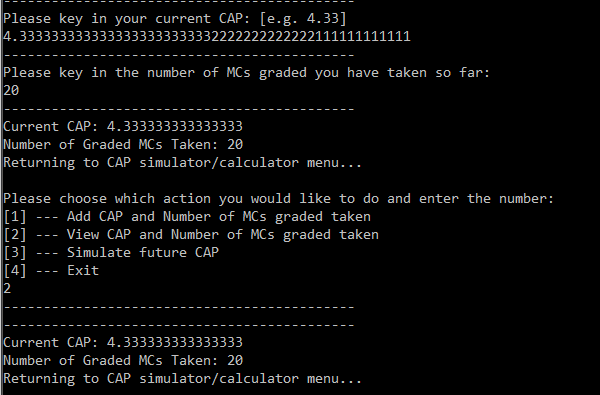 --------------------------------------------
Please key in your current CAP: [e.g. 4.33]
4.3333333333333333333333332222222222222111111111111
--------------------------------------------
Please key in the number of MCs graded you have taken so far:
20
--------------------------------------------
Current CAP: 4.333333333333333
Number of Graded MCs Taken: 20
Returning to CAP simulator/calculator menu...
Please choose which action you would like to do and enter the number:
[1] --- Add CAP and Number of MCs graded taken
[2] --- View CAP and Number of MCs graded taken
[3] --- Simulate future CAP
[4] --- Exit
2
--------------------------------------------
--------------------------------------------
Current CAP: 4.333333333333333
Number of Graded MCs Taken: 20
Returning to CAP simulator/calculator menu...